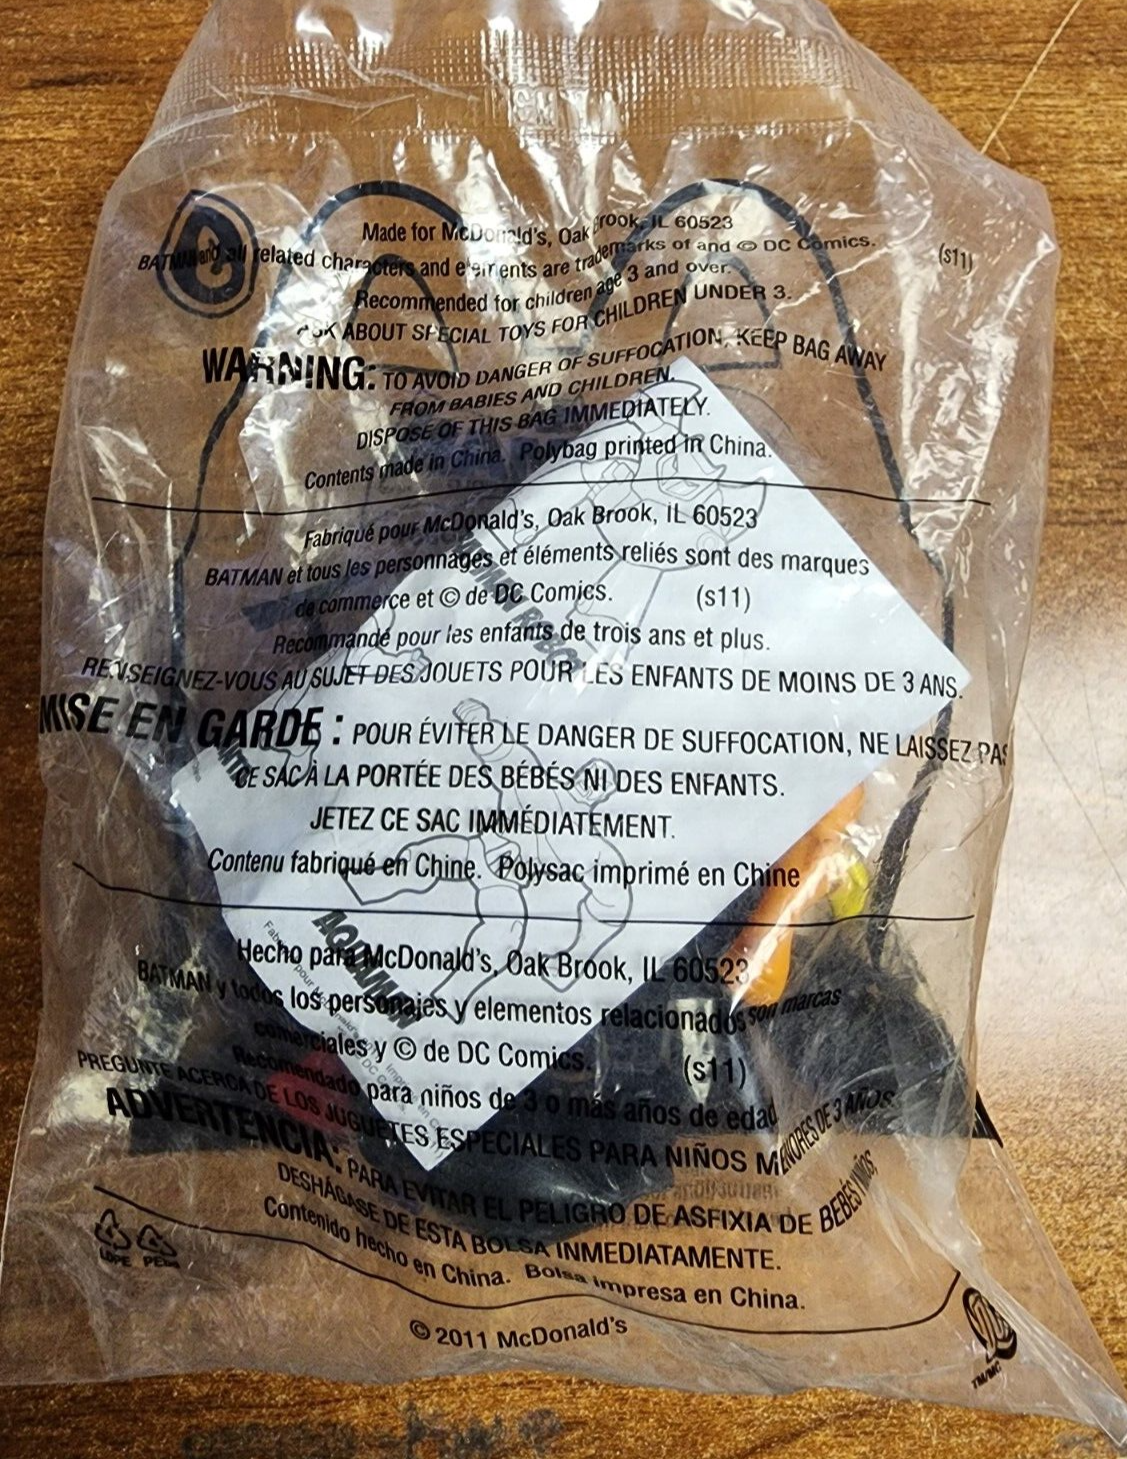 Made for McDonald's, Oak Brook, IL 60523
BATMAN and all related characters and elements are trademarks of and © DC Comics. (s11)
Recommended for children age 3 and over.
ASK ABOUT SPECIAL TOYS FOR CHILDREN UNDER 3.
WARNING: TO AVOID DANGER OF SUFFOCATION, KEEP BAG AWAY
FROM BABIES AND CHILDREN.
DISPOSE OF THIS BAG IMMEDIATELY.
Contents made in China. Polybag printed in China.
Fabriqué pour McDonald's, Oak Brook, IL 60523
BATMAN et tous les personnages et éléments reliés sont des marques
de commerce et © de DC Comics. (s11)
Recommandé pour les enfants de trois ans et plus.
RENSEIGNEZ-VOUS AU SUJET DES JOUETS POUR LES ENFANTS DE MOINS DE 3 ANS.
MISE EN GARDE : POUR ÉVITER LE DANGER DE SUFFOCATION, NE LAISSEZ PAS
CE SAC À LA PORTÉE DES BÉBÉS NI DES ENFANTS.
JETEZ CE SAC IMMÉDIATEMENT.
Contenu fabriqué en Chine. Polysac imprimé en Chine
AQUAMAN
Hecho para McDonald's, Oak Brook, IL 60523
BATMAN y todos los personajes y elementos relacionados son marcas
comerciales y © de DC Comics. (s11)
Recomendado para niños de 3 o más años de edad
PREGUNTE ACERCA DE LOS JUGUETES ESPECIALES PARA NIÑOS MENORES DE 3 AÑOS
ADVERTENCIA: PARA EVITAR EL PELIGRO DE ASFIXIA DE BEBÉS Y NIÑOS,
DESHÁGASE DE ESTA BOLSA INMEDIATAMENTE.
Contenido hecho en China. Bolsa impresa en China.
LDPE
© 2011 McDonald's
TM/MC